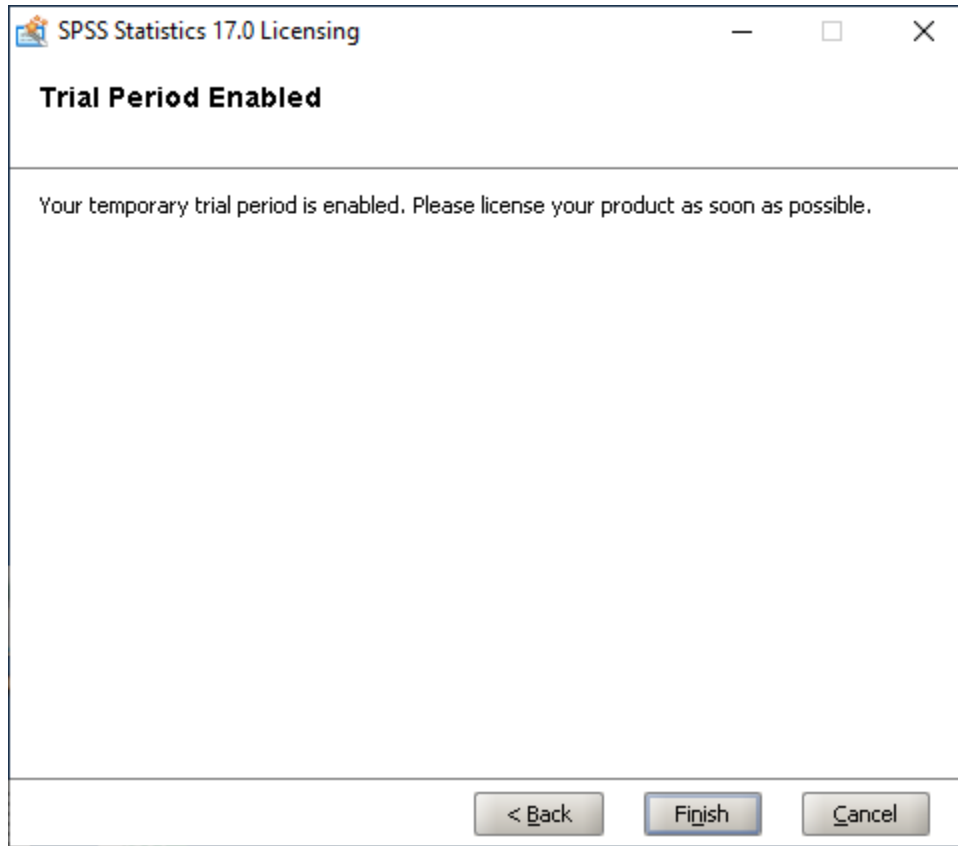 SPSS Statistics 17.0 Licensing
Trial Period Enabled
Your temporary trial period is enabled. Please license your product as soon as possible.
< Back Finish Cancel